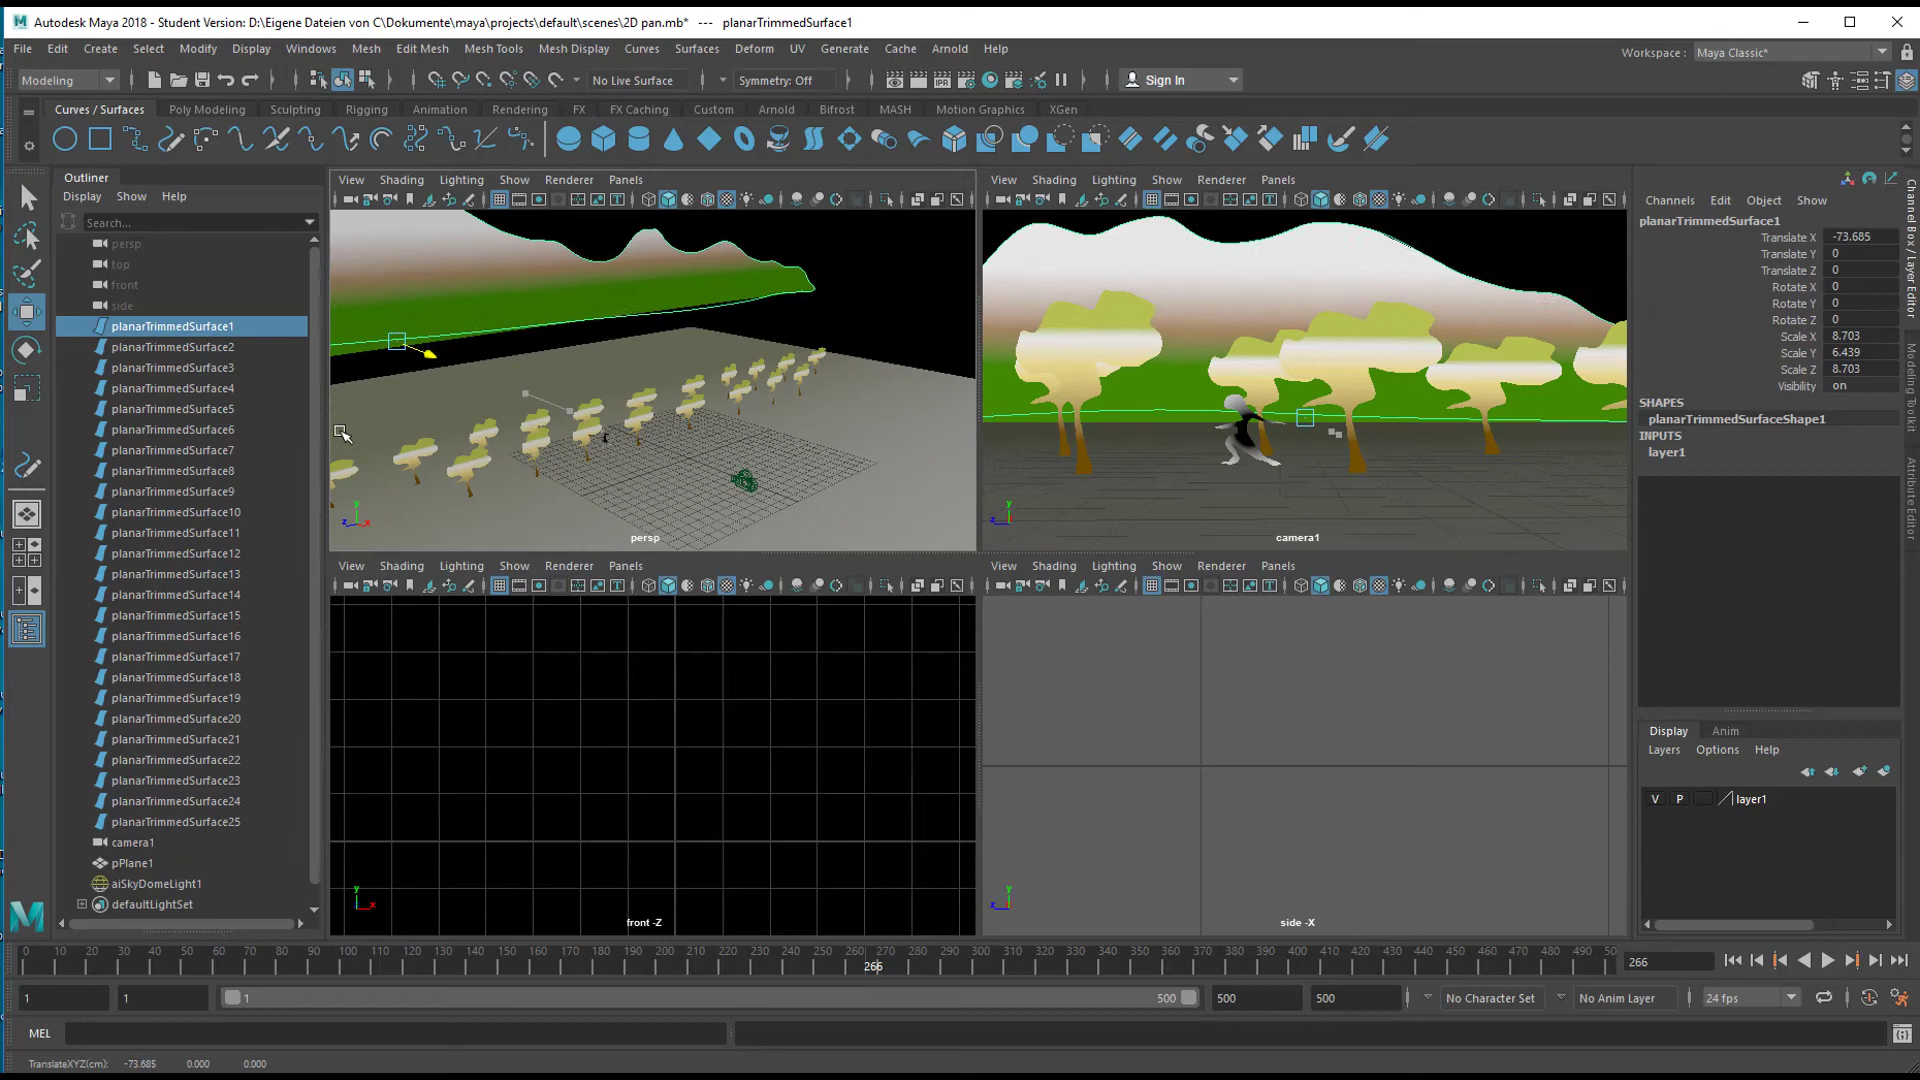 Autodesk Maya 2018 - Student Version: D:\Eigene Dateien von C\Dokumente\maya\projects\default\scenes\2D pan.mb* --- planarTrimmedSurface1
File Edit Create Select Modify Display Windows Mesh Edit Mesh Mesh Tools Mesh Display Curves Surfaces Deform UV Generate Cache Arnold Help
Workspace : Maya Classic*
Modeling No Live Surface Symmetry: Off Sign In
Curves / Surfaces Poly Modeling Sculpting Rigging Animation Rendering FX FX Caching Custom Arnold Bifrost MASH Motion Graphics XGen
Outliner
Display Show Help
Search...
persp
top
front
side
planarTrimmedSurface1
planarTrimmedSurface2
planarTrimmedSurface3
planarTrimmedSurface4
planarTrimmedSurface5
planarTrimmedSurface6
planarTrimmedSurface7
planarTrimmedSurface8
planarTrimmedSurface9
planarTrimmedSurface10
planarTrimmedSurface11
planarTrimmedSurface12
planarTrimmedSurface13
planarTrimmedSurface14
planarTrimmedSurface15
planarTrimmedSurface16
planarTrimmedSurface17
planarTrimmedSurface18
planarTrimmedSurface19
planarTrimmedSurface20
planarTrimmedSurface21
planarTrimmedSurface22
planarTrimmedSurface23
planarTrimmedSurface24
planarTrimmedSurface25
camera1
pPlane1
aiSkyDomeLight1
defaultLightSet
View Shading Lighting Show Renderer Panels
y
z x
persp
View Shading Lighting Show Renderer Panels
y
z
camera1
View Shading Lighting Show Renderer Panels
y
x
front -Z
View Shading Lighting Show Renderer Panels
y
z
side -X
Channels Edit Object Show
planarTrimmedSurface1
Translate X -73.685
Translate Y 0
Translate Z 0
Rotate X 0
Rotate Y 0
Rotate Z 0
Scale X 8.703
Scale Y 6.439
Scale Z 8.703
Visibility on
SHAPES
planarTrimmedSurfaceShape1
INPUTS
layer1
Display Anim
Layers Options Help
V P layer1
Channel Box / Layer Editor
Modeling Toolkit
Attribute Editor
0 10 20 30 40 50 60 70 80 90 100 110 120 130 140 150 160 170 180 190 200 210 220 230 240 250 260 270 280 290 300 310 320 330 340 350 360 370 380 390 400 410 420 430 440 450 460 470 480 490 50
266
266
1 1 1 500 500 500 No Character Set No Anim Layer 24 fps
MEL
TranslateXYZ(cm): -73.685 0.000 0.000